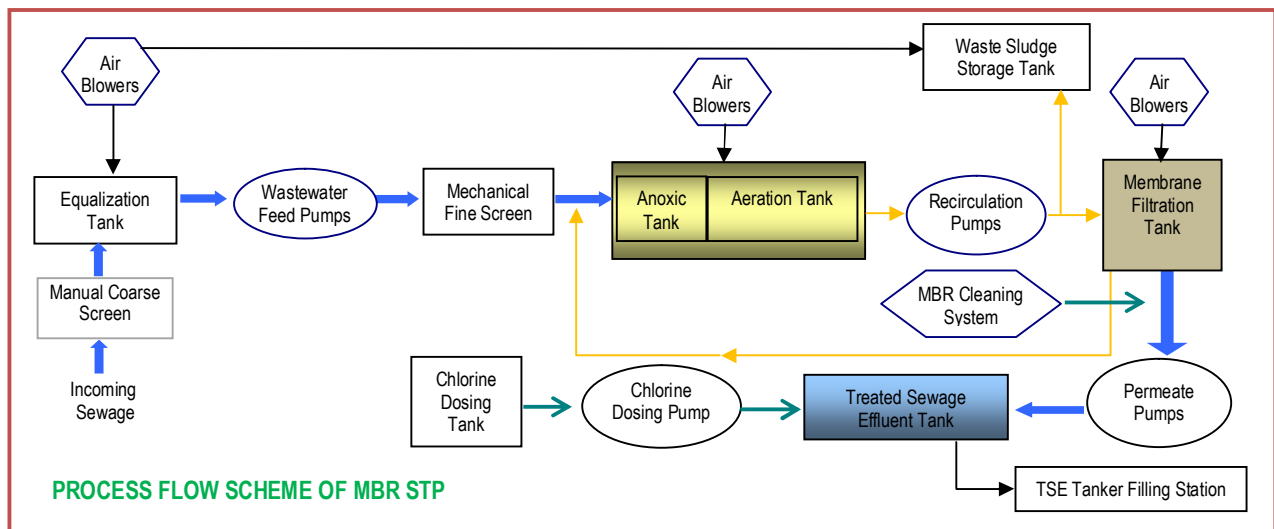 Air
Blowers
Waste Sludge
Storage Tank
Air
Blowers
Air
Blowers
Equalization
Tank
Wastewater
Feed Pumps
Mechanical
Fine Screen
Anoxic
Tank
Aeration Tank
Recirculation
Pumps
Membrane
Filtration
Tank
Manual Coarse
Screen
MBR Cleaning
System
Incoming
Sewage
Chlorine
Dosing
Tank
Chlorine
Dosing Pump
Treated Sewage
Effluent Tank
Permeate
Pumps
PROCESS FLOW SCHEME OF MBR STP
TSE Tanker Filling Station